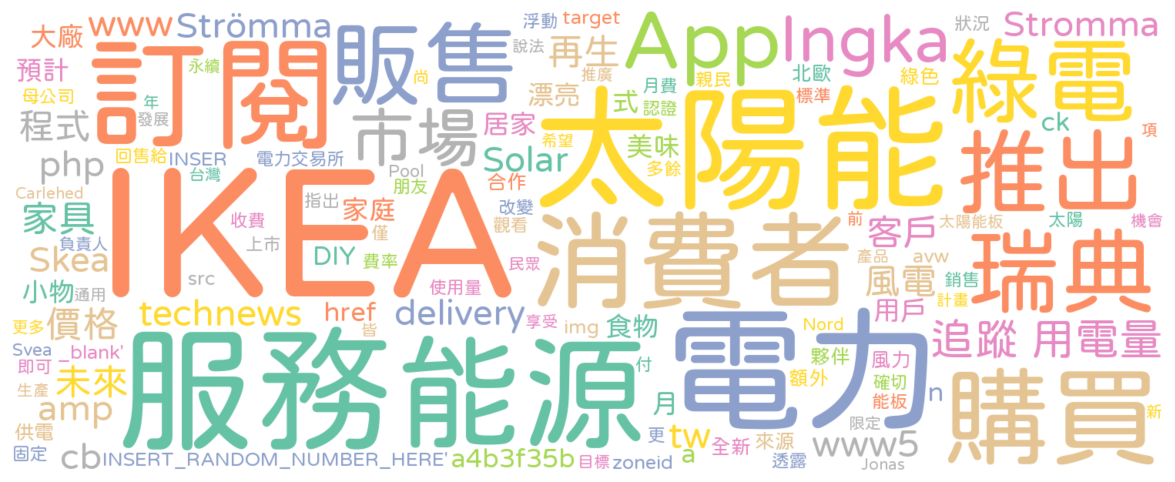 大廠 www Strömma 浮動 target 狀況 Stromma
預計 永續 訂閱 販售 說法 再生 App Ingka 綠電
母公司 尚 推廣 漂亮 月費 親民 北歐 綠色
程式 年 發展 市場 居家 式 認證 標準 ck 項
php 回售給 INSERT 電力交易所 希望 美味 太陽能 推出
台灣 Pool Solar 多餘
Carlehed IKEA 指出 朋友 合作
家具 收費 家庭 改變 消費者 前 客戶 太陽能板 太陽 機會
負責人 上市 僅 觀看
Skea DIY 費率 民眾 產品 avw 瑞典
小物 通用 src 使用量 風電 銷售
technews href delivery 享受 用戶 計畫
更多 價格 皆 img 食物 電力 Nord 追蹤 用電量
Svea _blank' 服務 能源 夥伴 風力
即可 付 額外 確切
生產 未來 能板 n 購買
amp 月 限定 新
供電 更 tw 來源 www5
固定 cb INSERT_RANDOM_NUMBER_HERE' a4b3f35b 目標 zoneid a 全新 透露 Jonas